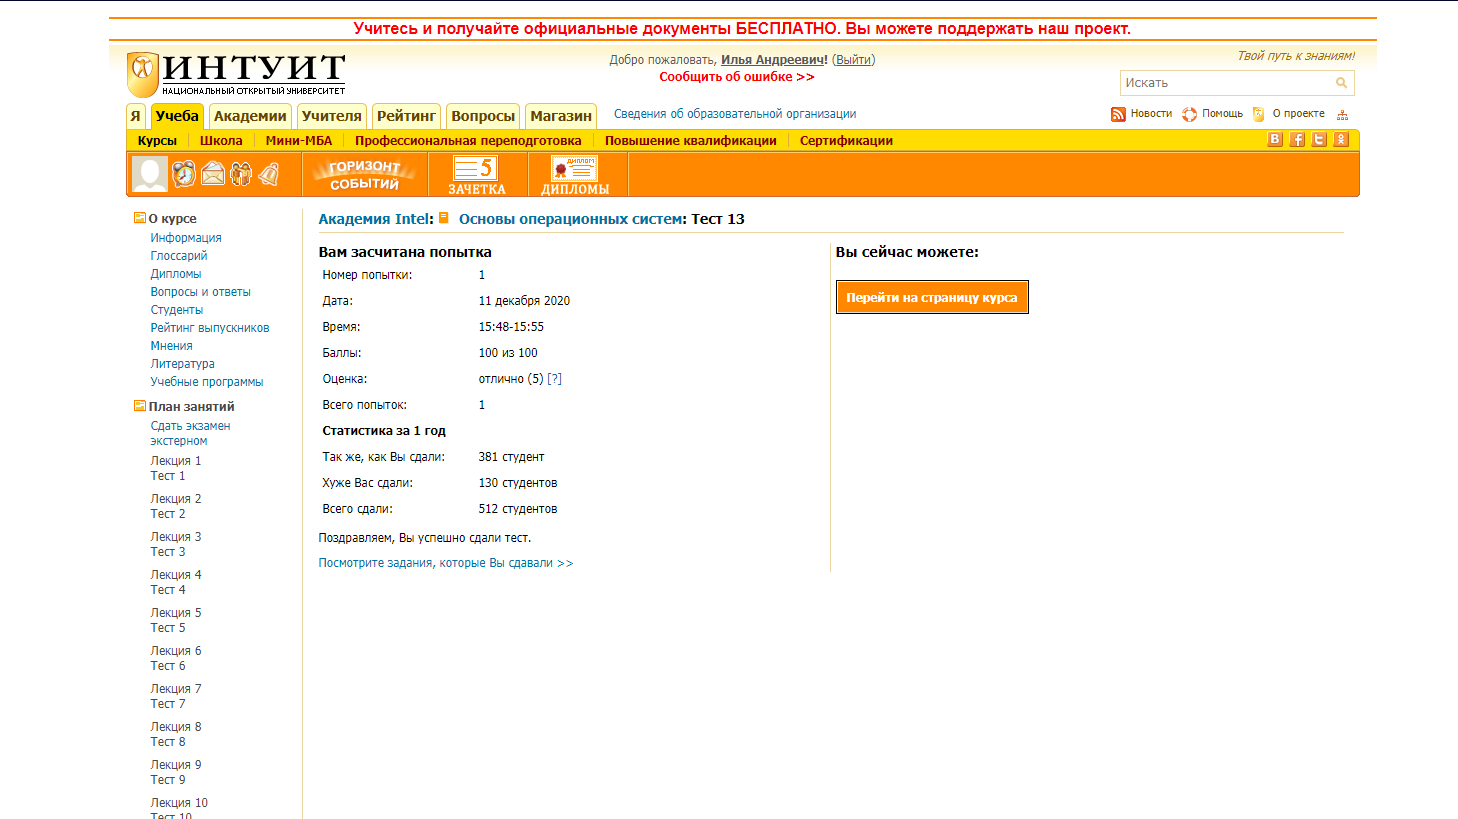 Учитесь и получайте официальные документы БЕСПЛАТНО. Вы можете поддержать наш проект.
ИНТУИТ
НАЦИОНАЛЬНЫЙ ОТКРЫТЫЙ УНИВЕРСИТЕТ
Добро пожаловать, Илья Андреевич! (Выйти)
Сообщить об ошибке >>
Твой путь к знаниям!
Искать
Я Учеба Академии Учителя Рейтинг Вопросы Магазин Сведения об образовательной организации
Новости Помощь О проекте
Курсы Школа Мини-МБА Профессиональная переподготовка Повышение квалификации Сертификации
ГОРИЗОНТ СОБЫТИЙ
5 ЗАЧЕТКА
ДИПЛОМ ДИПЛОМЫ
О курсе
Информация
Глоссарий
Дипломы
Вопросы и ответы
Студенты
Рейтинг выпускников
Мнения
Литература
Учебные программы
План занятий
Сдать экзамен
экстерном
Лекция 1
Тест 1
Лекция 2
Тест 2
Лекция 3
Тест 3
Лекция 4
Тест 4
Лекция 5
Тест 5
Лекция 6
Тест 6
Лекция 7
Тест 7
Лекция 8
Тест 8
Лекция 9
Тест 9
Лекция 10
Тест 10
Академия Intel: Основы операционных систем: Тест 13
Вам засчитана попытка
Номер попытки: 1
Дата: 11 декабря 2020
Время: 15:48-15:55
Баллы: 100 из 100
Оценка: отлично (5) [?]
Всего попыток: 1
Статистика за 1 год
Так же, как Вы сдали: 381 студент
Хуже Вас сдали: 130 студентов
Всего сдали: 512 студентов
Поздравляем, Вы успешно сдали тест.
Посмотрите задания, которые Вы сдавали >>
Вы сейчас можете:
Перейти на страницу курса